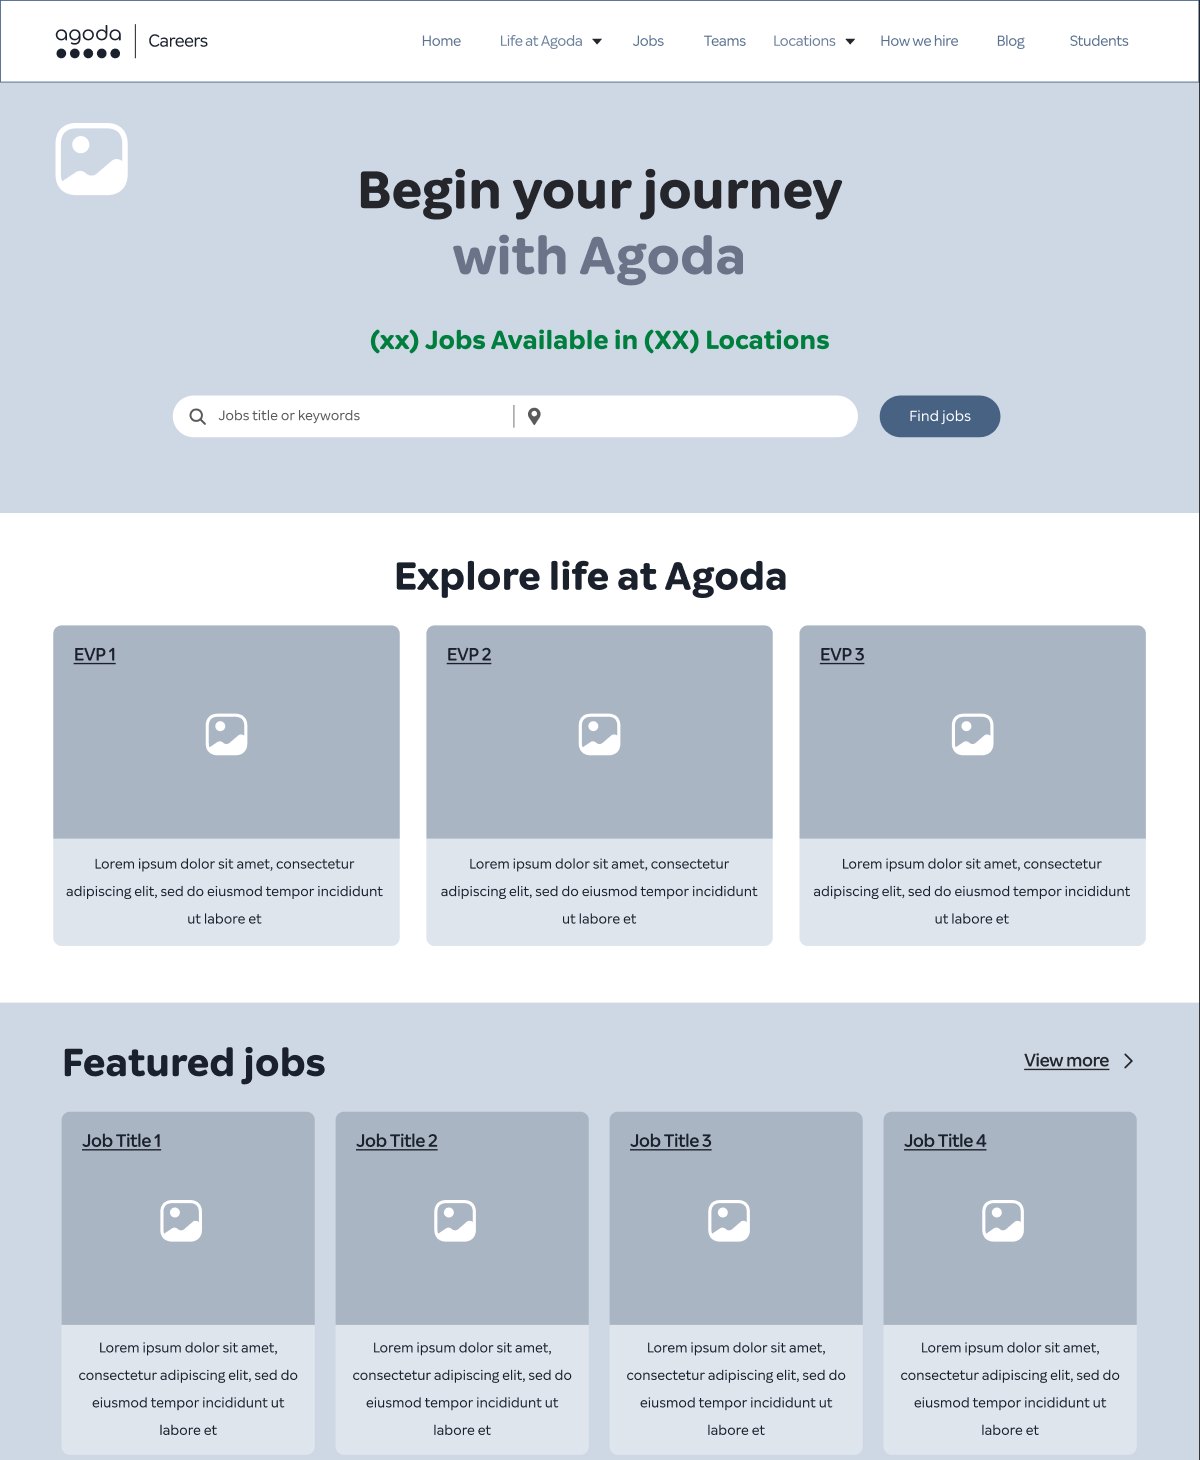 agoda
Careers
Home
Life at Agoda
Jobs
Teams
Locations
How we hire
Blog
Students
Begin your journey
with Agoda
(xx) Jobs Available in (XX) Locations
Jobs title or keywords
Find jobs
Explore life at Agoda
EVP 1
Lorem ipsum dolor sit amet, consectetur
adipiscing elit, sed do eiusmod tempor incididunt
ut labore et
EVP 2
Lorem ipsum dolor sit amet, consectetur
adipiscing elit, sed do eiusmod tempor incididunt
ut labore et
EVP 3
Lorem ipsum dolor sit amet, consectetur
adipiscing elit, sed do eiusmod tempor incididunt
ut labore et
Featured jobs
View more
Job Title 1
Lorem ipsum dolor sit amet,
consectetur adipiscing elit, sed do
eiusmod tempor incididunt ut
labore et
Job Title 2
Lorem ipsum dolor sit amet,
consectetur adipiscing elit, sed do
eiusmod tempor incididunt ut
labore et
Job Title 3
Lorem ipsum dolor sit amet,
consectetur adipiscing elit, sed do
eiusmod tempor incididunt ut
labore et
Job Title 4
Lorem ipsum dolor sit amet,
consectetur adipiscing elit, sed do
eiusmod tempor incididunt ut
labore et